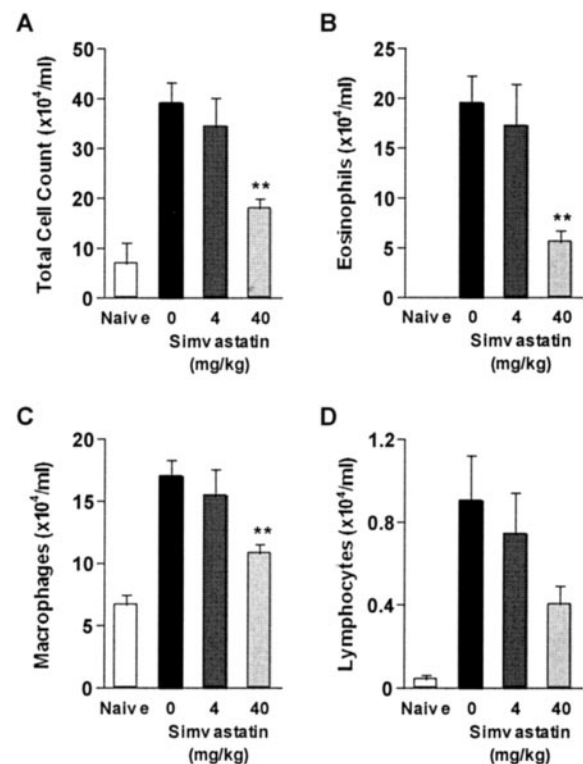 A
Total Cell Count (x10⁴/ml)
50
40
30
20
10
0
**
Naive 0 4 40
Simvastatin
(mg/kg)
B
Eosinophils (x10⁴/ml)
25
20
15
10
5
0
**
Naive 0 4 40
Simvastatin
(mg/kg)
C
Macrophages (x10⁴/ml)
20
15
10
5
0
**
Naive 0 4 40
Simvastatin
(mg/kg)
D
Lymphocytes (x10⁴/ml)
1.2
0.8
0.4
0
Naive 0 4 40
Simvastatin
(mg/kg)